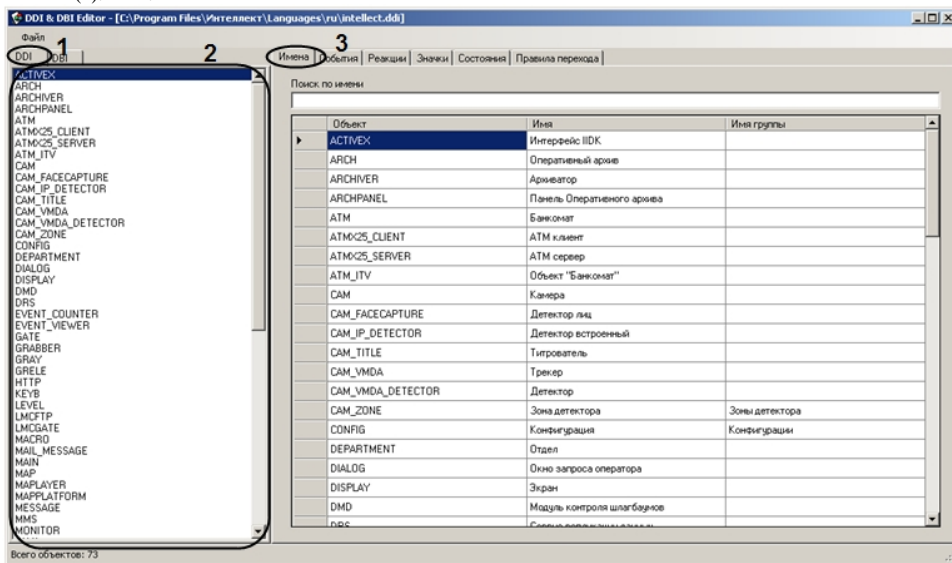 DDI & DBI Editor - [C:\Program Files\Интеллект\Languages\ru\intellect.ddi]
Файл
1
2
3
DDI
DBI
ACTIVEX
ARCH
ARCHIVER
ARCHPANEL
ATM
ATMX25_CLIENT
ATMX25_SERVER
ATM_ITV
CAM
CAM_FACECAPTURE
CAM_IP_DETECTOR
CAM_TITLE
CAM_VMDA
CAM_VMDA_DETECTOR
CAM_ZONE
CONFIG
DEPARTMENT
DIALOG
DISPLAY
DMD
DRS
EVENT_COUNTER
EVENT_VIEWER
GATE
GRABBER
GRAY
GRELE
HTTP
KEYB
LEVEL
LMCFTP
LMCGATE
MACRO
MAIL_MESSAGE
MAIN
MAP
MAPLAYER
MAPPLATFORM
MESSAGE
MMS
MONITOR
Имена События Реакции Значки Состояния Правила перехода
Поиск по имени
Объект Имя Имя группы
ACTIVEX Интерфейс IIDK
ARCH Оперативный архив
ARCHIVER Архиватор
ARCHPANEL Панель Оперативного архива
ATM Банкомат
ATMX25_CLIENT ATM клиент
ATMX25_SERVER ATM сервер
ATM_ITV Объект "Банкомат"
CAM Камера
CAM_FACECAPTURE Детектор лиц
CAM_IP_DETECTOR Детектор встроенный
CAM_TITLE Титрователь
CAM_VMDA Трекер
CAM_VMDA_DETECTOR Детектор
CAM_ZONE Зона детектора Зоны детектора
CONFIG Конфигурация Конфигурации
DEPARTMENT Отдел
DIALOG Окно запроса оператора
DISPLAY Экран
DMD Модуль контроля шлагбаумов
DRS
Всего объектов: 73